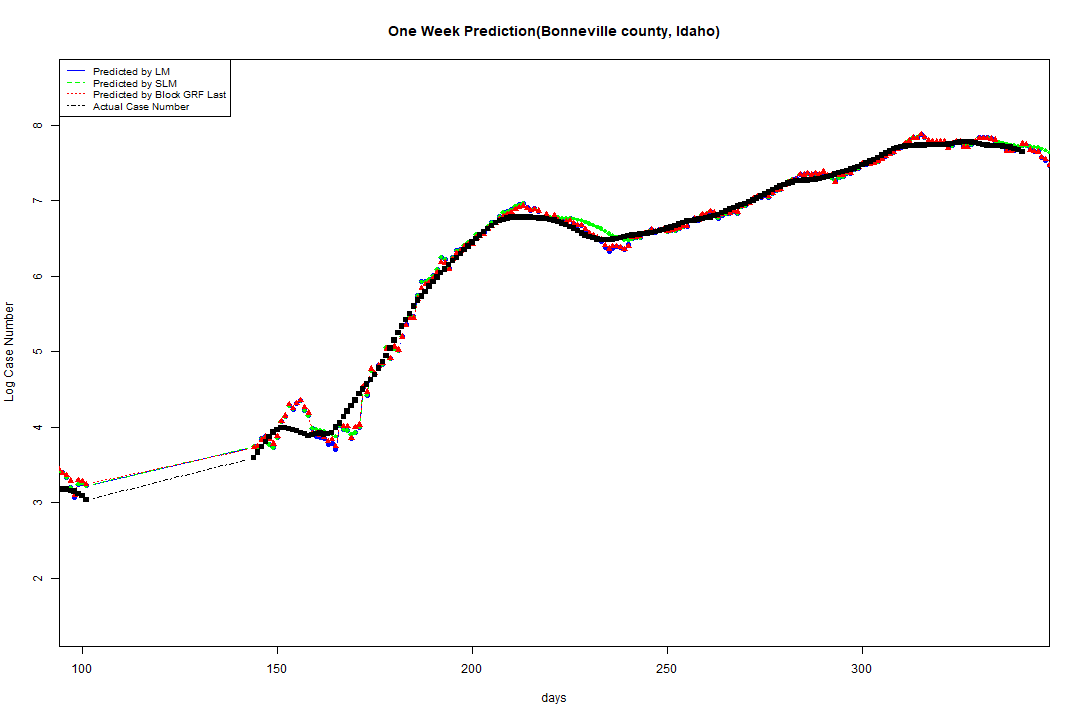 One Week Prediction(Bonneville county, Idaho)
Predicted by LM
Predicted by SLM
Predicted by Block GRF Last
Actual Case Number
8
7
6
5
4
3
2
Log Case Number
100 150 200 250 300
days